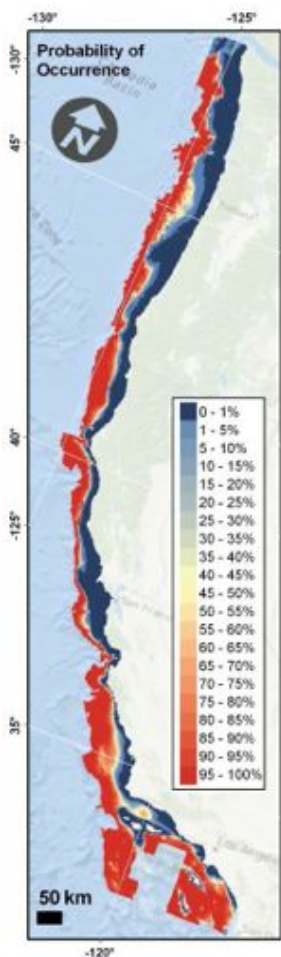 -130° -125°
Probability of
Occurrence
-130°
Basin
N
45°
0 - 1%
1 - 5%
5 - 10%
10 - 15%
15 - 20%
20 - 25%
25 - 30%
30 - 35%
35 - 40%
40 - 45%
45 - 50%
50 - 55%
55 - 60%
60 - 65%
65 - 70%
70 - 75%
75 - 80%
80 - 85%
85 - 90%
90 - 95%
95 - 100%
40°
-125°
35°
50 km
-120°